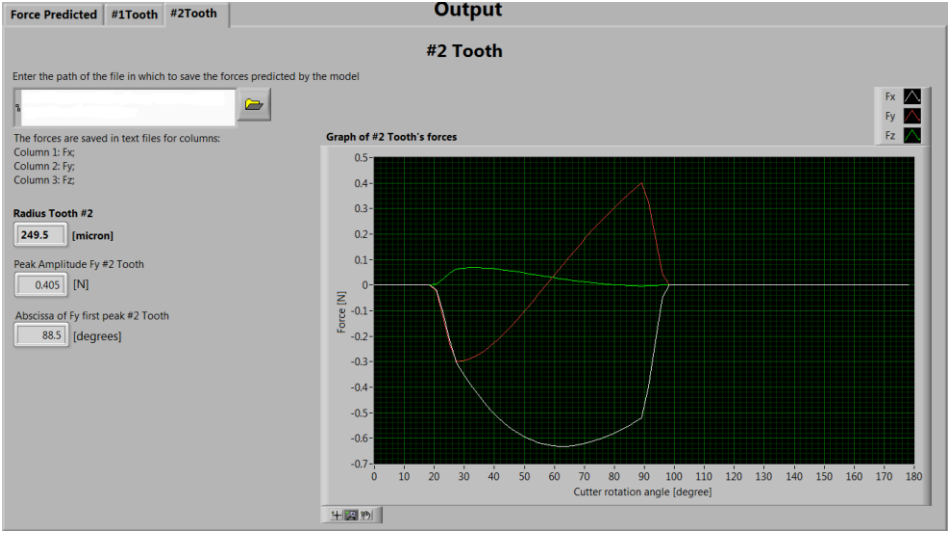 Output
Force Predicted #1Tooth #2Tooth
#2 Tooth
Enter the path of the file in which to save the forces predicted by the model
The forces are saved in text files for columns:
Column 1: Fx;
Column 2: Fy;
Column 3: Fz;
Radius Tooth #2
249.5 [micron]
Peak Amplitude Fy #2 Tooth
0.405 [N]
Abscissa of Fy first peak #2 Tooth
88.5 [degrees]
Fx
Fy
Fz
Graph of #2 Tooth's forces
0.5
0.4
0.3
0.2
0.1
0
-0.1
-0.2
-0.3
-0.4
-0.5
-0.6
-0.7
Force [N]
0 10 20 30 40 50 60 70 80 90 100 110 120 130 140 150 160 170 180
Cutter rotation angle [degree]